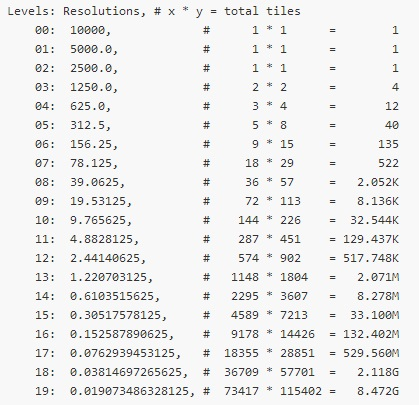 Levels: Resolutions, # x * y = total tiles
00: 10000, # 1 * 1 = 1
01: 5000.0, # 1 * 1 = 1
02: 2500.0, # 1 * 1 = 1
03: 1250.0, # 2 * 2 = 4
04: 625.0, # 3 * 4 = 12
05: 312.5, # 5 * 8 = 40
06: 156.25, # 9 * 15 = 135
07: 78.125, # 18 * 29 = 522
08: 39.0625, # 36 * 57 = 2.052K
09: 19.53125, # 72 * 113 = 8.136K
10: 9.765625, # 144 * 226 = 32.544K
11: 4.8828125, # 287 * 451 = 129.437K
12: 2.44140625, # 574 * 902 = 517.748K
13: 1.220703125, # 1148 * 1804 = 2.071M
14: 0.6103515625, # 2295 * 3607 = 8.278M
15: 0.30517578125, # 4589 * 7213 = 33.100M
16: 0.152587890625, # 9178 * 14426 = 132.402M
17: 0.0762939453125, # 18355 * 28851 = 529.560M
18: 0.03814697265625, # 36709 * 57701 = 2.118G
19: 0.019073486328125, # 73417 * 115402 = 8.472G